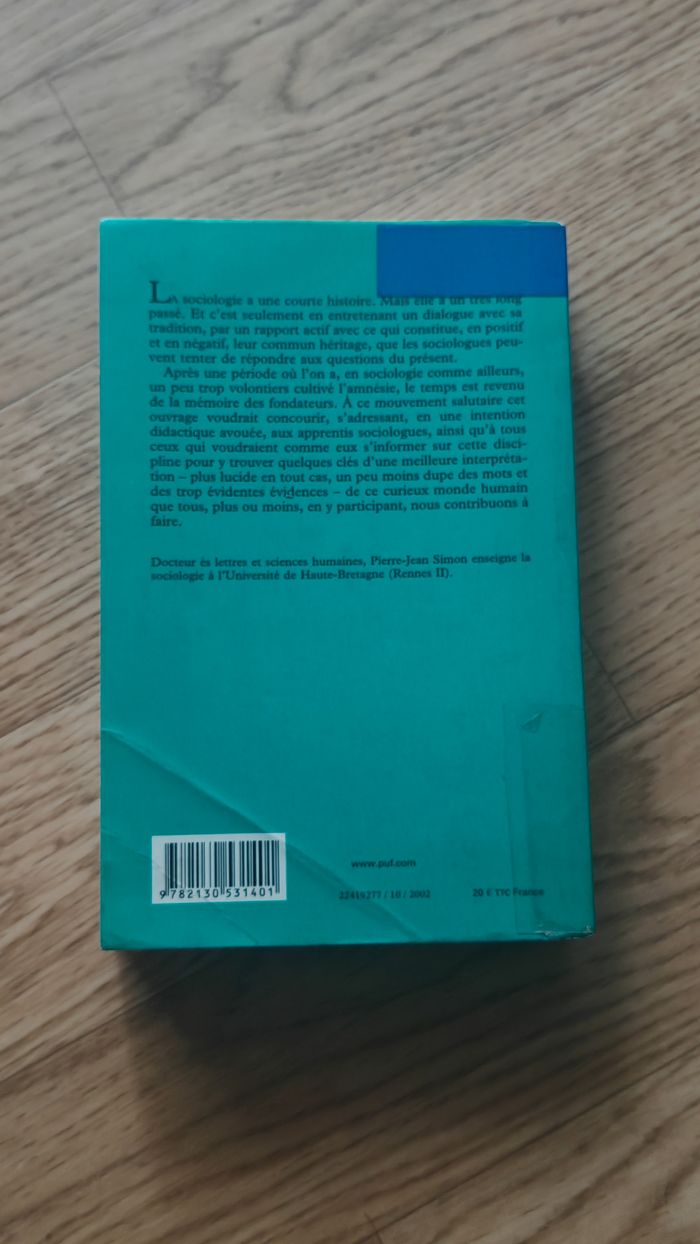 La sociologie a une courte histoire. Mais elle a un très long
passé. Et c'est seulement en entretenant un dialogue avec sa
tradition, par un rapport actif avec ce qui constitue, en positif
et en négatif, leur commun héritage, que les sociologues peu-
vent tenter de répondre aux questions du présent.
Après une période où l'on a, en sociologie comme ailleurs,
un peu trop volontiers cultivé l'amnésie, le temps est revenu
de la mémoire des fondateurs. À ce mouvement salutaire cet
ouvrage voudrait concourir, s'adressant, en une intention
didactique avouée, aux apprentis sociologues, ainsi qu'à tous
ceux qui voudraient comme eux s'informer sur cette disci-
pline pour y trouver quelques clés d'une meilleure interpréta-
tion – plus lucide en tout cas, un peu moins dupe des mots et
des trop évidentes évidences – de ce curieux monde humain
que tous, plus ou moins, en y participant, nous contribuons à
faire.
Docteur ès lettres et sciences humaines, Pierre-Jean Simon enseigne la
sociologie à l'Université de Haute-Bretagne (Rennes II).
www.puf.com
9 782130 531401
22419277 / 10 / 2002
20 € TTC France